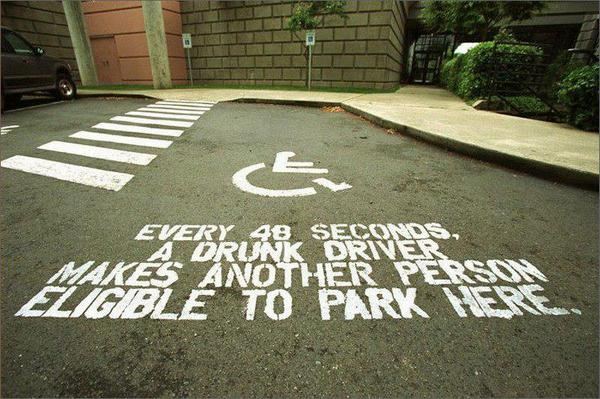 EVERY 48 SECONDS,
A DRUNK DRIVER
MAKES ANOTHER PERSON
ELIGIBLE TO PARK HERE.